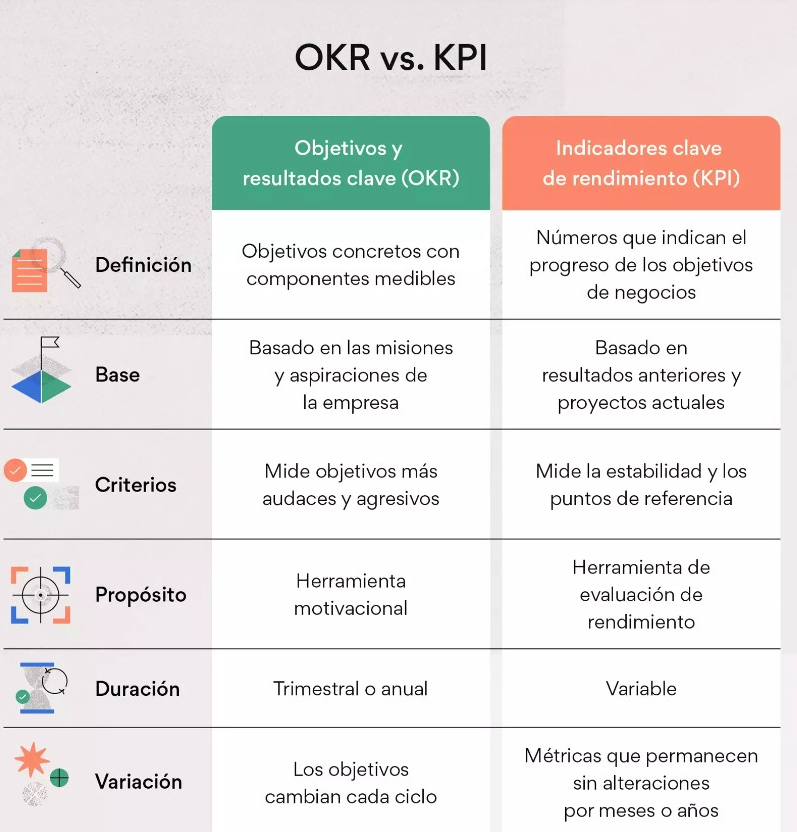 OKR vs. KPI
Objetivos y
resultados clave (OKR)
Indicadores clave
de rendimiento (KPI)
Definición
Objetivos concretos con
componentes medibles
Números que indican el
progreso de los objetivos
de negocios
Base
Basado en las misiones
y aspiraciones de
la empresa
Basado en
resultados anteriores y
proyectos actuales
Criterios
Mide objetivos más
audaces y agresivos
Mide la estabilidad y los
puntos de referencia
Propósito
Herramienta
motivacional
Herramienta de
evaluación de
rendimiento
Duración
Trimestral o anual
Variable
Variación
Los objetivos
cambian cada ciclo
Métricas que permanecen
sin alteraciones
por meses o años